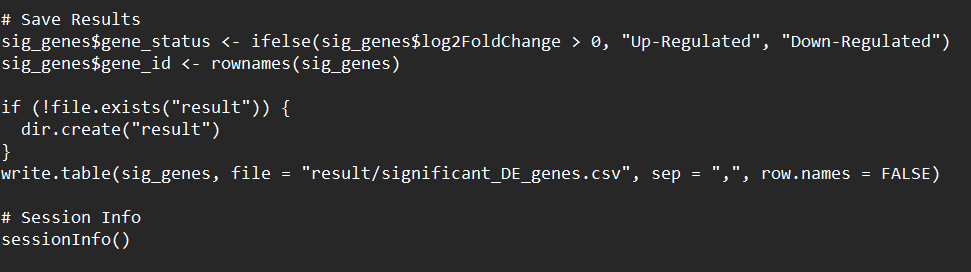 # Save Results
sig_genes$gene_status <- ifelse(sig_genes$log2FoldChange > 0, "Up-Regulated", "Down-Regulated")
sig_genes$gene_id <- rownames(sig_genes)

if (!file.exists("result")) {
  dir.create("result")
}
write.table(sig_genes, file = "result/significant_DE_genes.csv", sep = ",", row.names = FALSE)

# Session Info
sessionInfo()